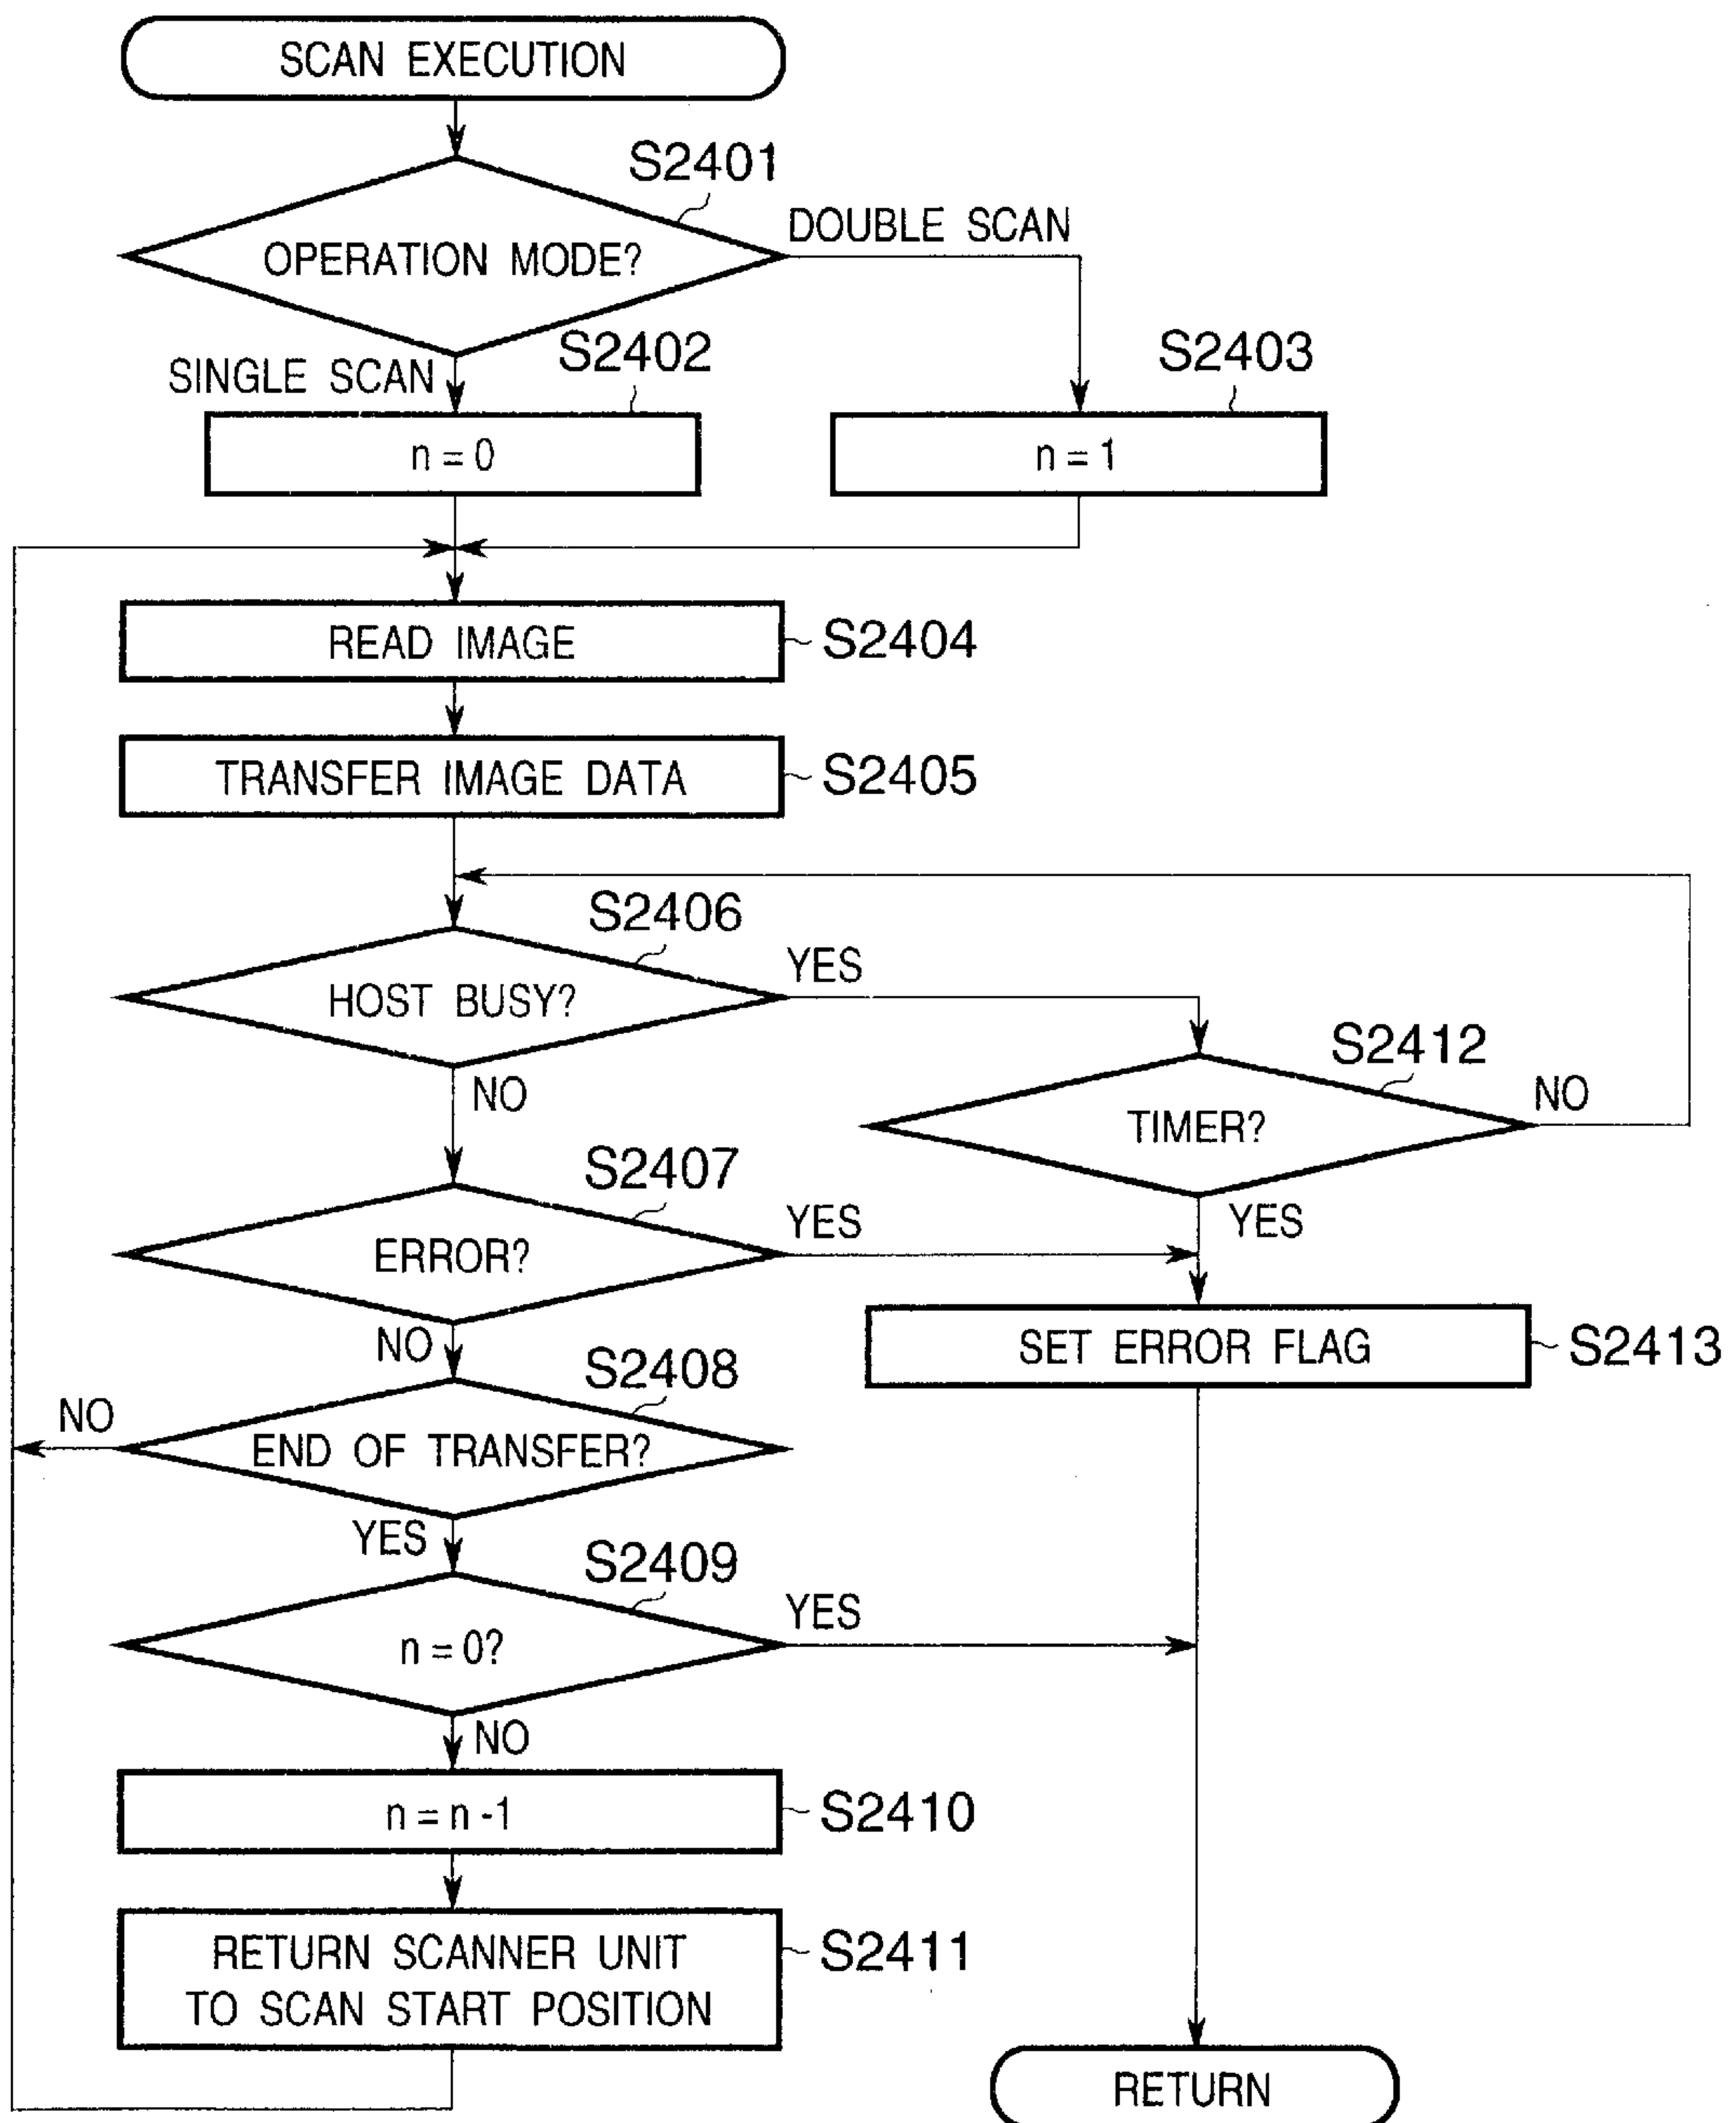 SCAN EXECUTION
S2401
OPERATION MODE?
DOUBLE SCAN
SINGLE SCAN
S2402
S2403
n = 0
n = 1
READ IMAGE
S2404
TRANSFER IMAGE DATA
S2405
S2406
HOST BUSY?
YES
NO
S2412
TIMER?
NO
YES
S2407
ERROR?
YES
NO
SET ERROR FLAG
S2413
S2408
END OF TRANSFER?
NO
YES
S2409
n = 0?
YES
NO
n = n -1
S2410
RETURN SCANNER UNIT
TO SCAN START POSITION
S2411
RETURN